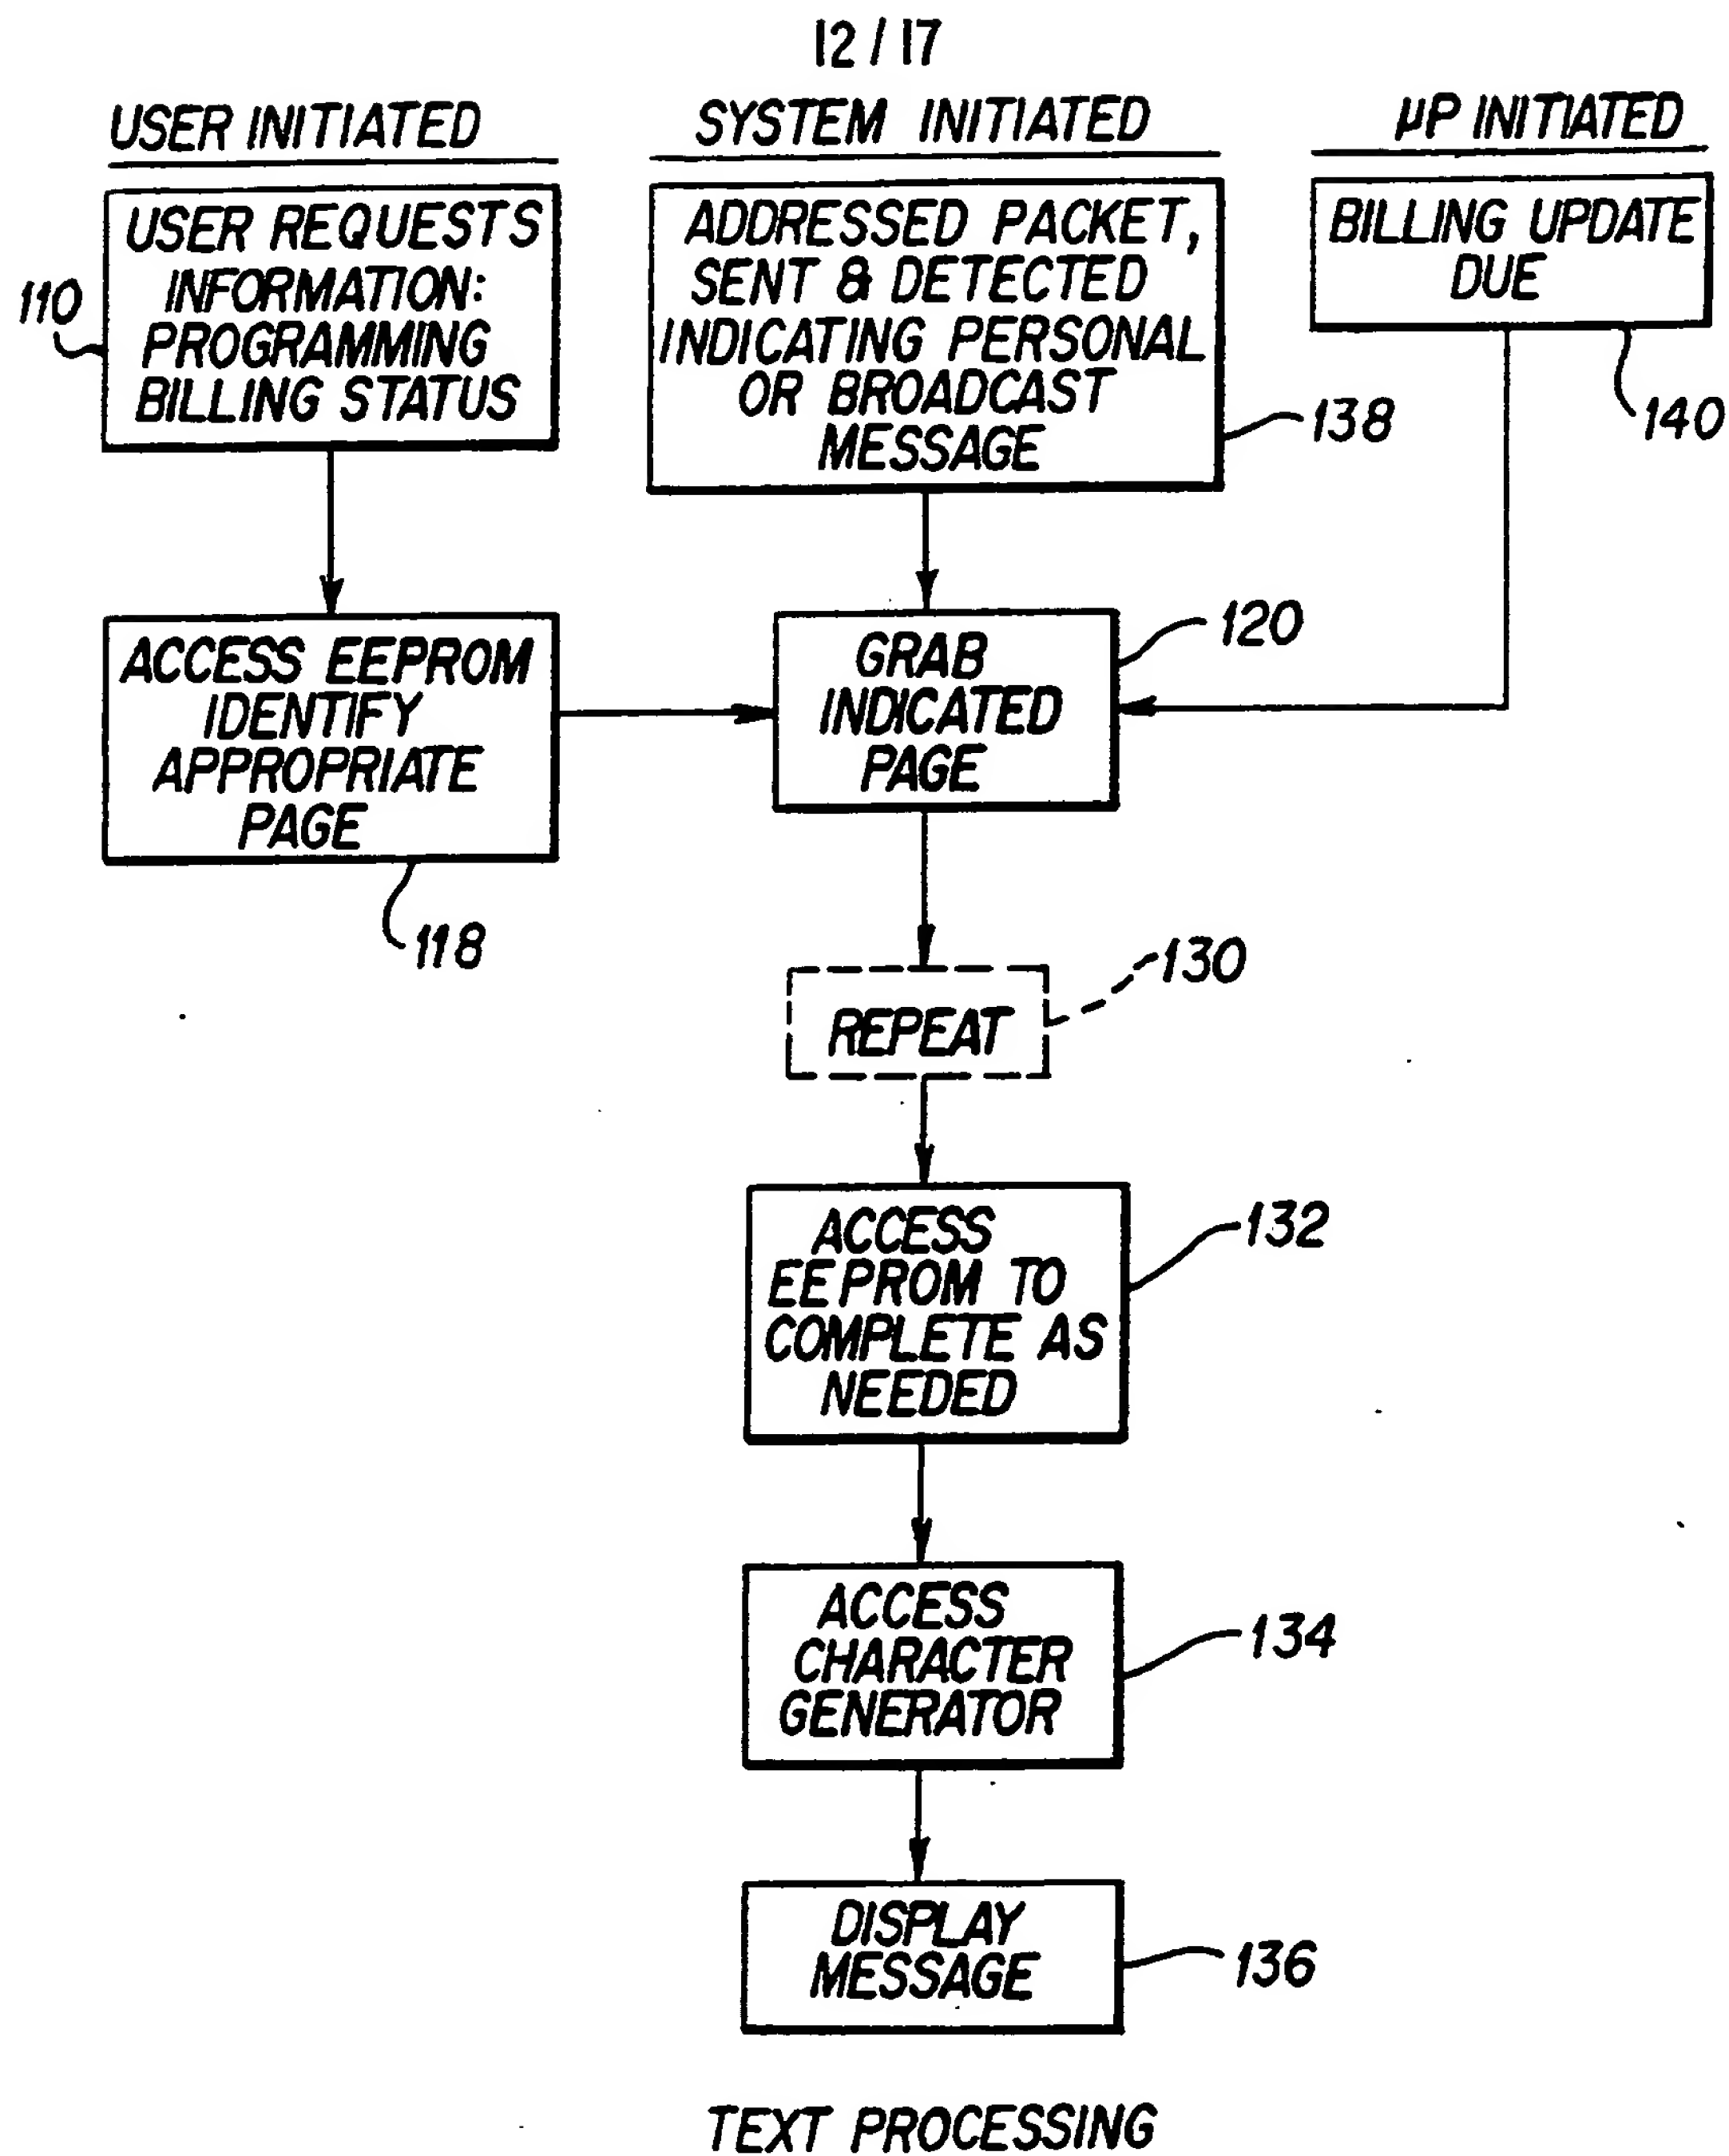 12/17
USER INITIATED
USER REQUESTS
INFORMATION:
PROGRAMMING
BILLING STATUS
110
ACCESS EEPROM
IDENTIFY
APPROPRIATE
PAGE
118
SYSTEM INITIATED
ADDRESSED PACKET,
SENT & DETECTED
INDICATING PERSONAL
OR BROADCAST
MESSAGE
138
µP INITIATED
BILLING UPDATE
DUE
140
GRAB
INDICATED
PAGE
120
REPEAT
130
ACCESS
EEPROM TO
COMPLETE AS
NEEDED
132
ACCESS
CHARACTER
GENERATOR
134
DISPLAY
MESSAGE
136
TEXT PROCESSING